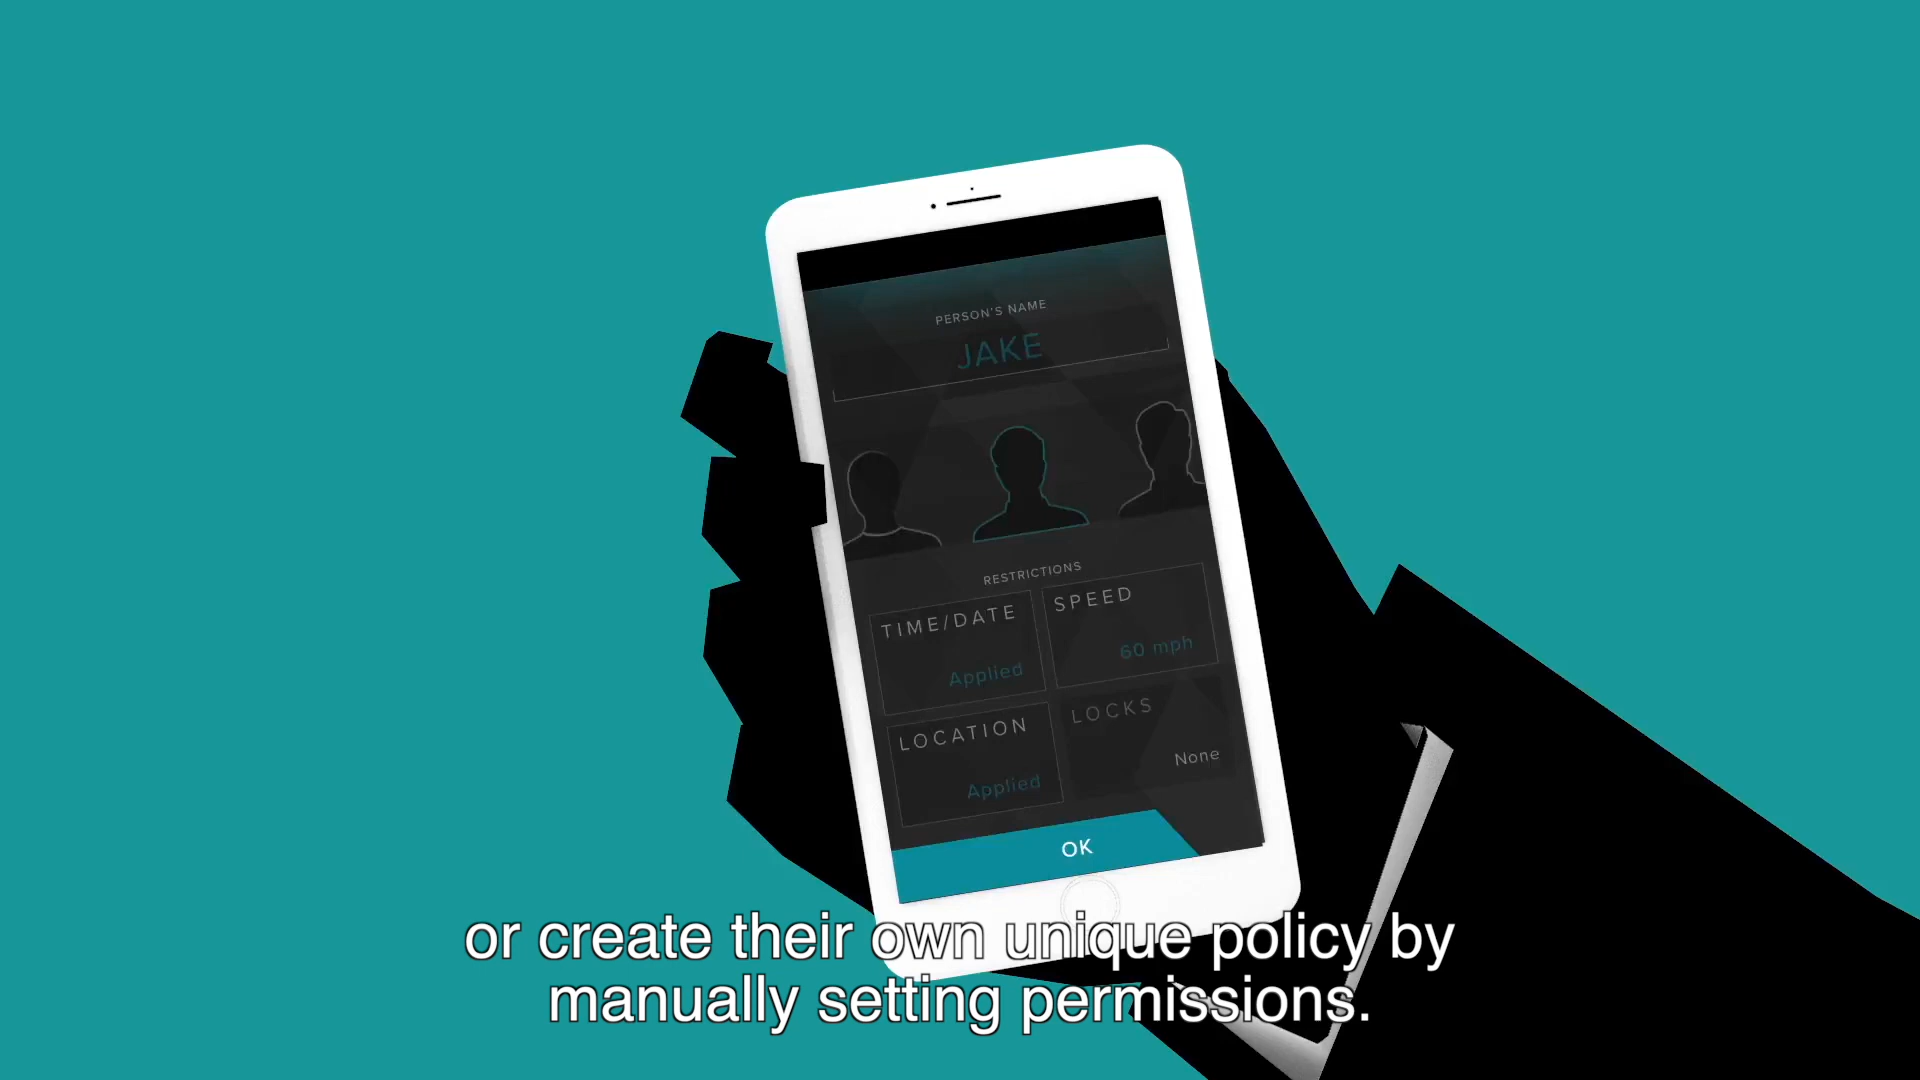 PERSON'S NAME
JAKE
RESTRICTIONS
TIME/DATE
Applied
SPEED
60 mph
LOCATION
Applied
LOCKS
None
OK
or create their own unique policy by
manually setting permissions.